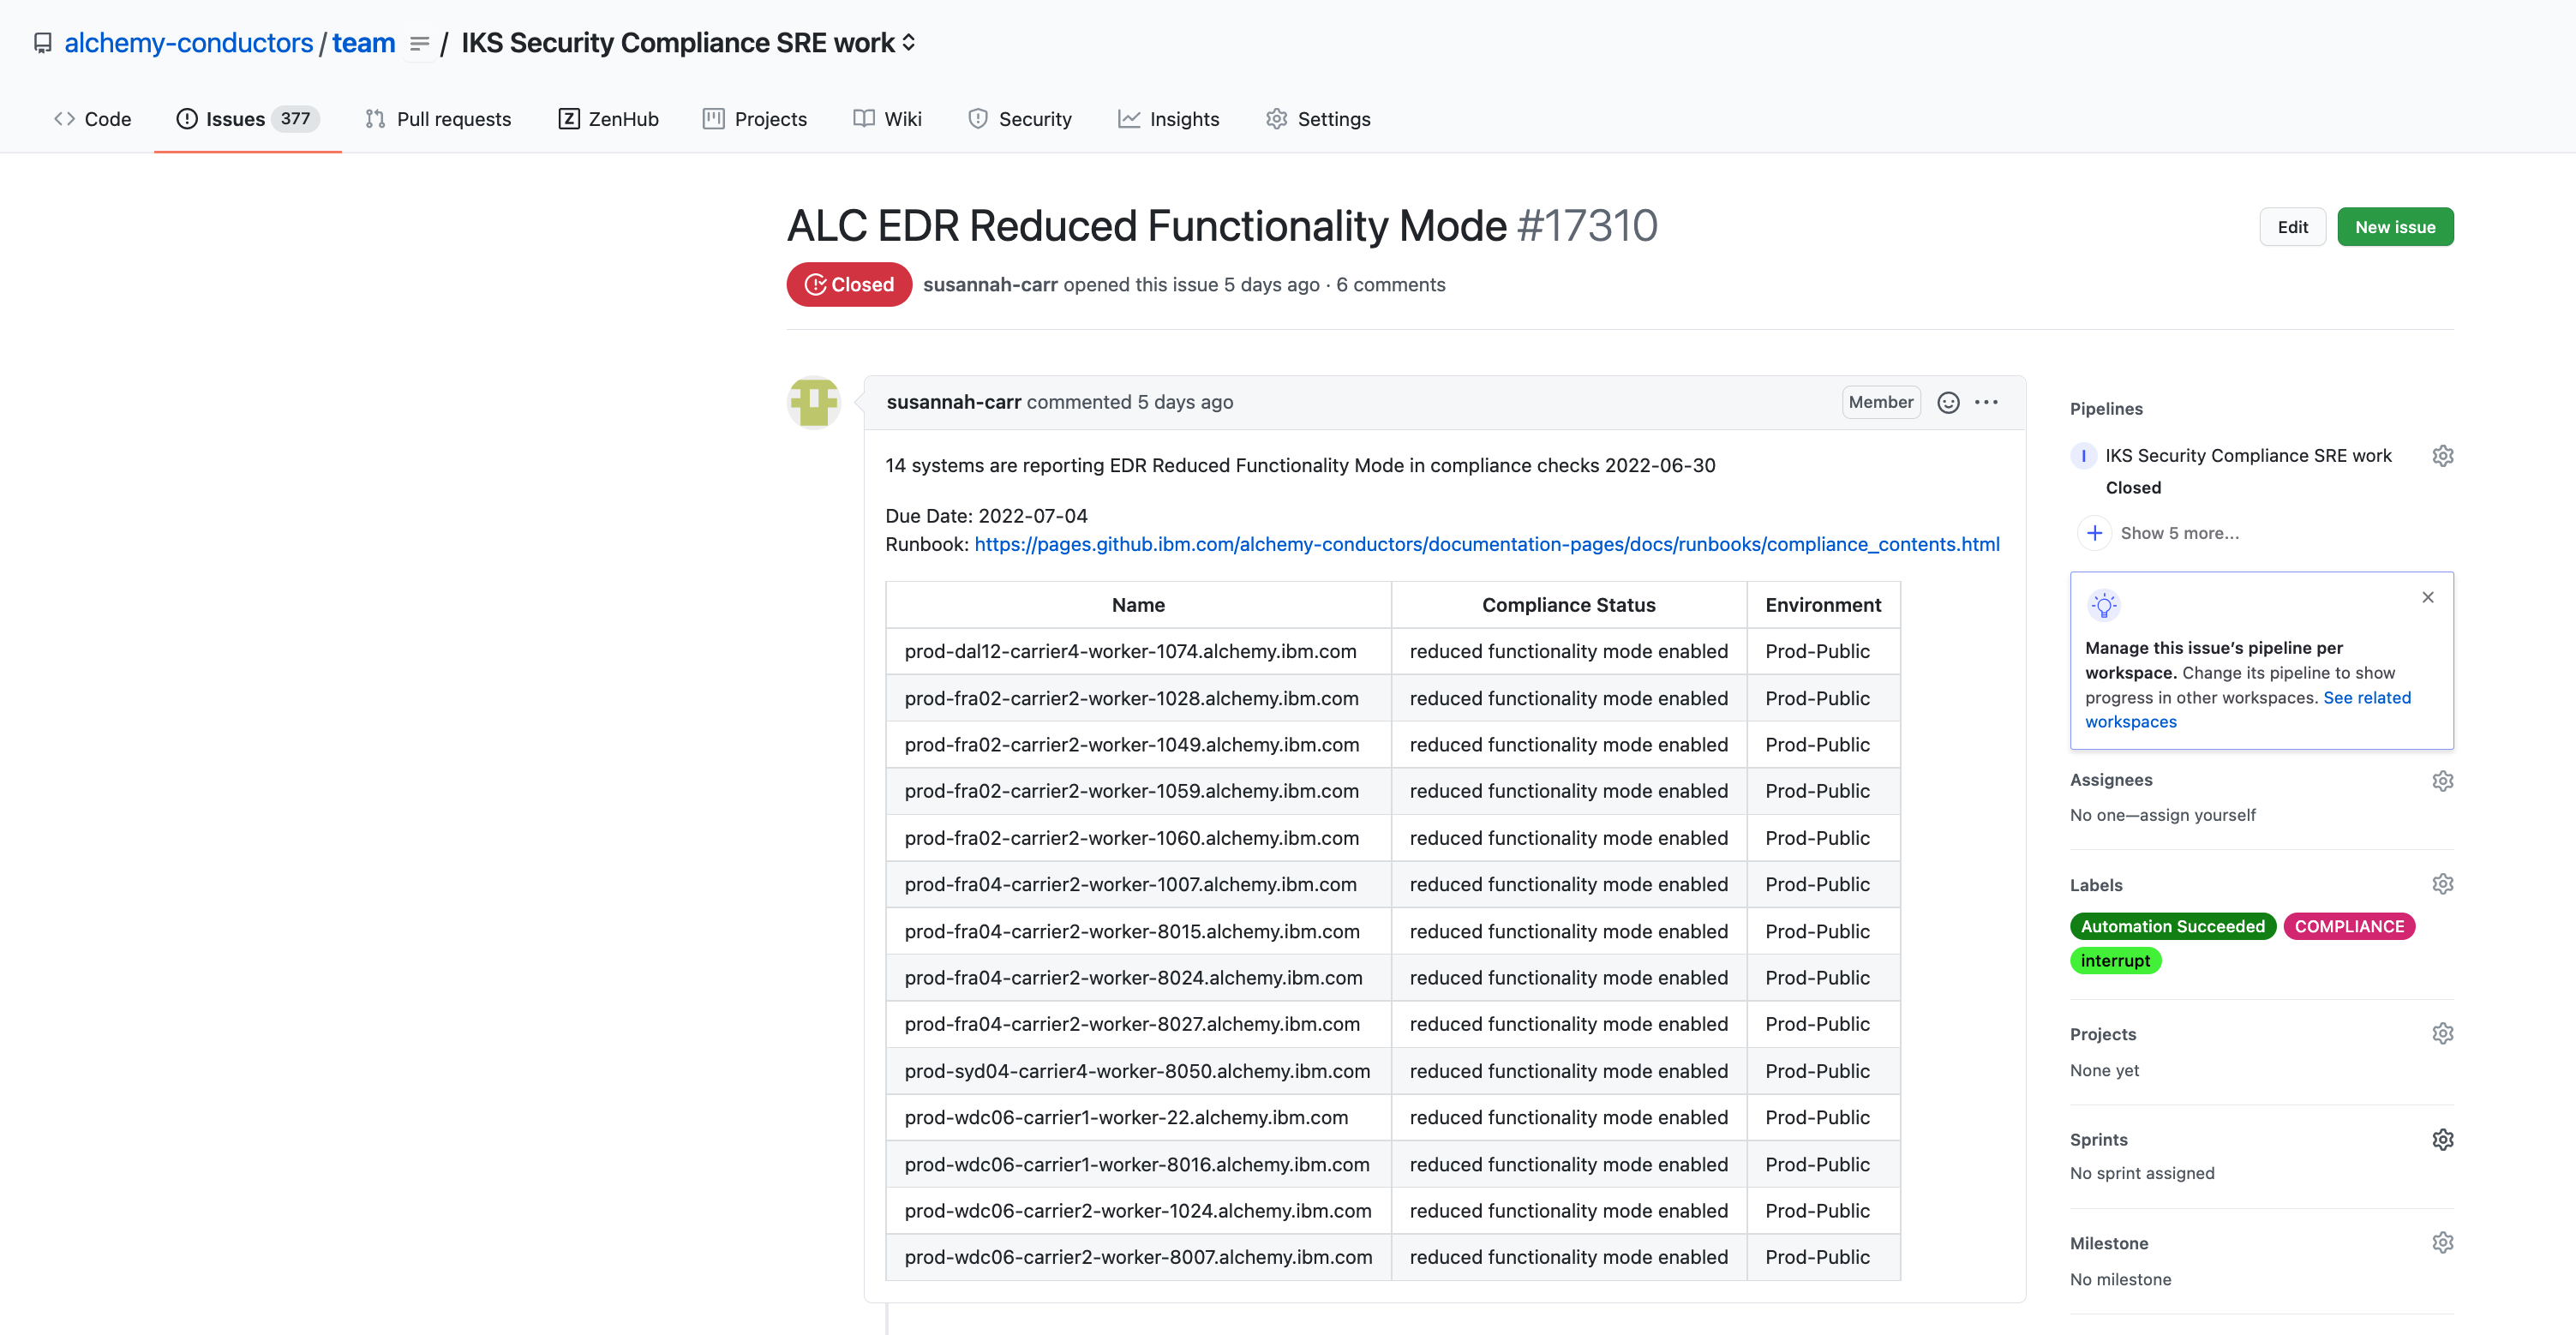 alchemy-conductors / team / IKS Security Compliance SRE work
Code Issues 377 Pull requests ZenHub Projects Wiki Security Insights Settings
ALC EDR Reduced Functionality Mode #17310
Edit New issue
Closed susannah-carr opened this issue 5 days ago · 6 comments
susannah-carr commented 5 days ago Member
14 systems are reporting EDR Reduced Functionality Mode in compliance checks 2022-06-30
Due Date: 2022-07-04
Runbook: https://pages.github.ibm.com/alchemy-conductors/documentation-pages/docs/runbooks/compliance_contents.html
Name Compliance Status Environment
prod-dal12-carrier4-worker-1074.alchemy.ibm.com reduced functionality mode enabled Prod-Public
prod-fra02-carrier2-worker-1028.alchemy.ibm.com reduced functionality mode enabled Prod-Public
prod-fra02-carrier2-worker-1049.alchemy.ibm.com reduced functionality mode enabled Prod-Public
prod-fra02-carrier2-worker-1059.alchemy.ibm.com reduced functionality mode enabled Prod-Public
prod-fra02-carrier2-worker-1060.alchemy.ibm.com reduced functionality mode enabled Prod-Public
prod-fra04-carrier2-worker-1007.alchemy.ibm.com reduced functionality mode enabled Prod-Public
prod-fra04-carrier2-worker-8015.alchemy.ibm.com reduced functionality mode enabled Prod-Public
prod-fra04-carrier2-worker-8024.alchemy.ibm.com reduced functionality mode enabled Prod-Public
prod-fra04-carrier2-worker-8027.alchemy.ibm.com reduced functionality mode enabled Prod-Public
prod-syd04-carrier4-worker-8050.alchemy.ibm.com reduced functionality mode enabled Prod-Public
prod-wdc06-carrier1-worker-22.alchemy.ibm.com reduced functionality mode enabled Prod-Public
prod-wdc06-carrier1-worker-8016.alchemy.ibm.com reduced functionality mode enabled Prod-Public
prod-wdc06-carrier2-worker-1024.alchemy.ibm.com reduced functionality mode enabled Prod-Public
prod-wdc06-carrier2-worker-8007.alchemy.ibm.com reduced functionality mode enabled Prod-Public
Pipelines
I IKS Security Compliance SRE work
Closed
Show 5 more...
Manage this issue's pipeline per
workspace. Change its pipeline to show
progress in other workspaces. See related
workspaces
Assignees
No one—assign yourself
Labels
Automation Succeeded COMPLIANCE
interrupt
Projects
None yet
Sprints
No sprint assigned
Milestone
No milestone